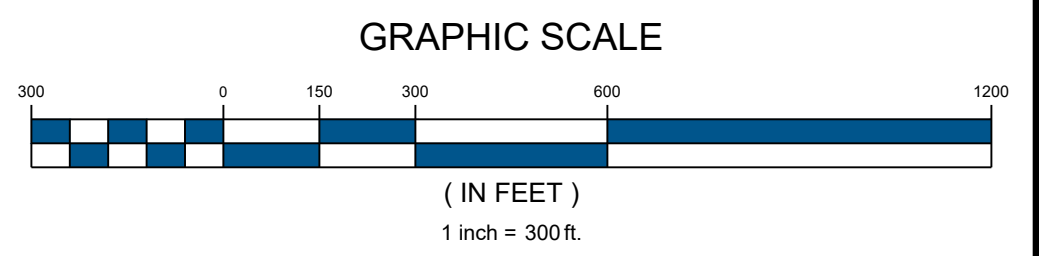 GRAPHIC SCALE
300 0 150 300 600 1200
( IN FEET )
1 inch = 300 ft.